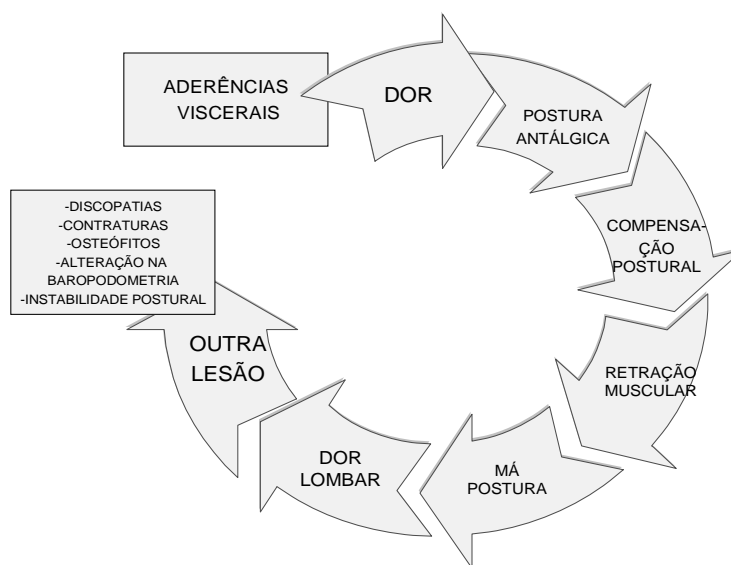 ADERÊNCIAS
VISCERAIS
DOR
POSTURA
ANTÁLGICA
COMPENSA-
ÇÃO
POSTURAL
RETRAÇÃO
MUSCULAR
MÁ
POSTURA
DOR
LOMBAR
OUTRA
LESÃO
-DISCOPATIAS
-CONTRATURAS
-OSTEÓFITOS
-ALTERAÇÃO NA
BAROPODOMETRIA
-INSTABILIDADE POSTURAL